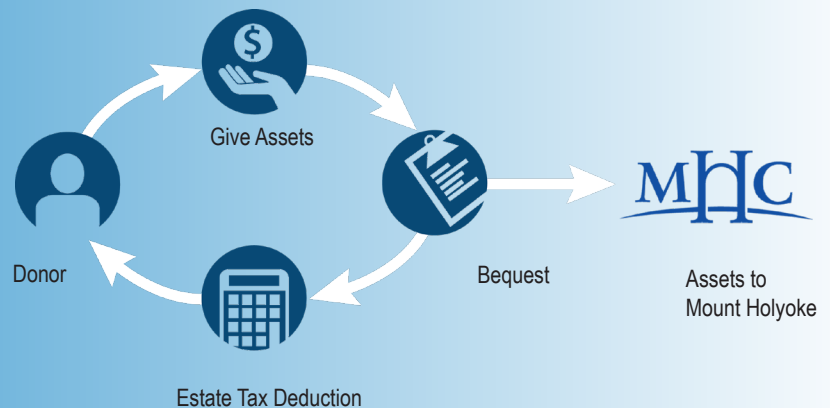 $
Give Assets
MHC
Donor
Bequest
Assets to
Mount Holyoke
Estate Tax Deduction